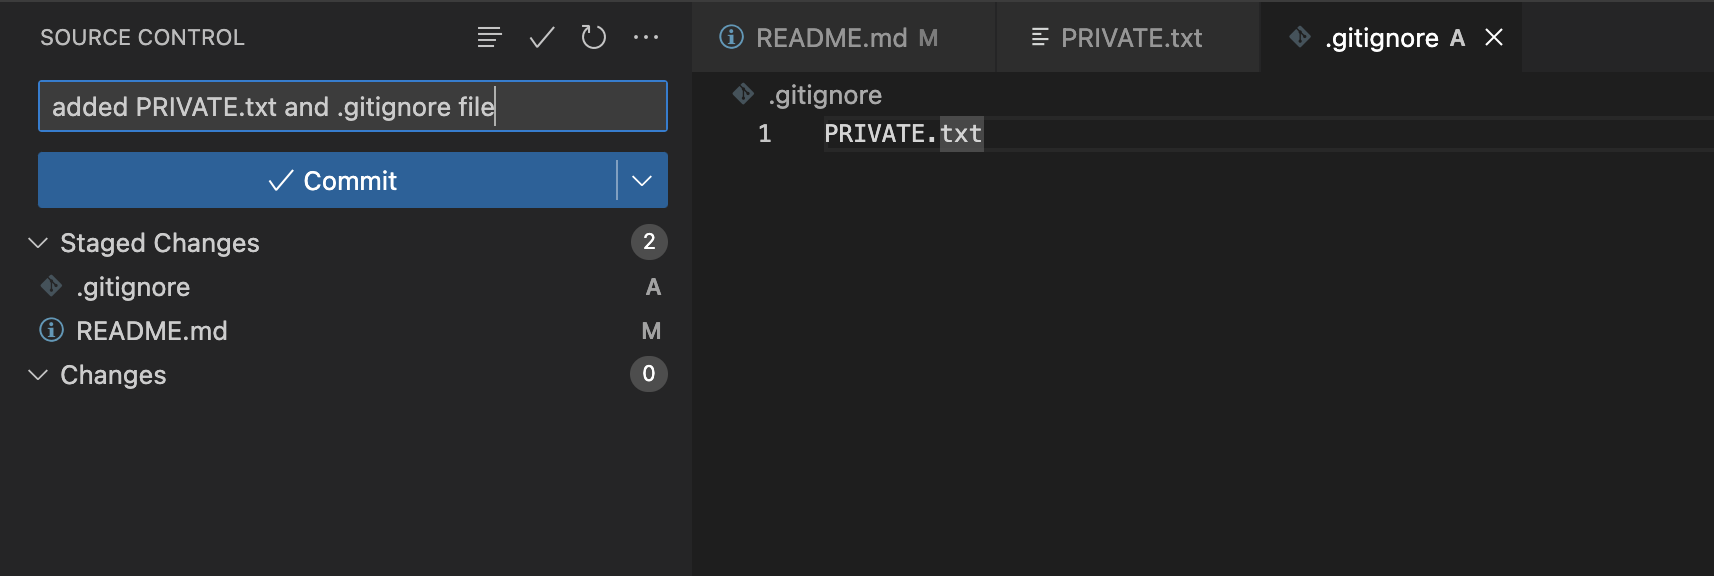 SOURCE CONTROL
added PRIVATE.txt and .gitignore file
Commit
Staged Changes 2
.gitignore A
README.md M
Changes 0
README.md M PRIVATE.txt .gitignore A
.gitignore
1 PRIVATE.txt